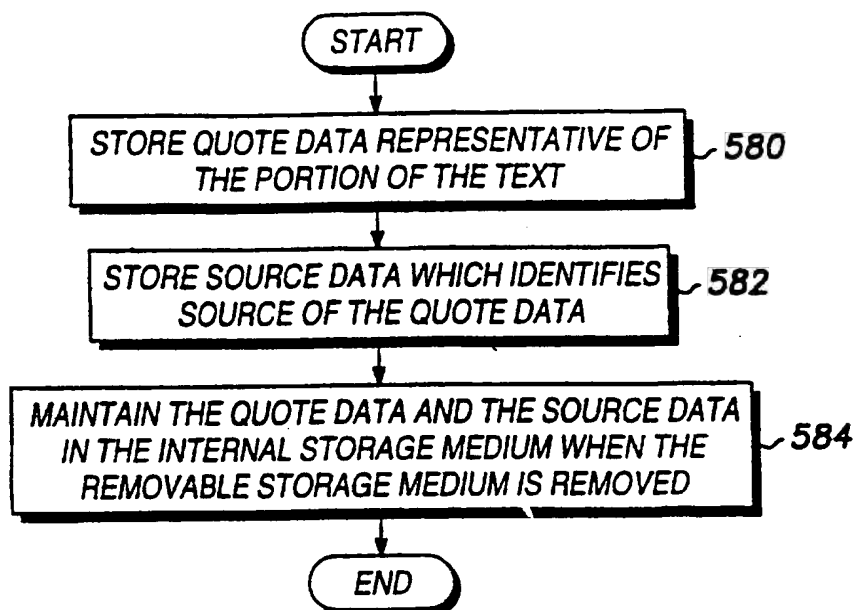 START
STORE QUOTE DATA REPRESENTATIVE OF
THE PORTION OF THE TEXT
580
STORE SOURCE DATA WHICH IDENTIFIES
SOURCE OF THE QUOTE DATA
582
MAINTAIN THE QUOTE DATA AND THE SOURCE DATA
IN THE INTERNAL STORAGE MEDIUM WHEN THE
REMOVABLE STORAGE MEDIUM IS REMOVED
584
END